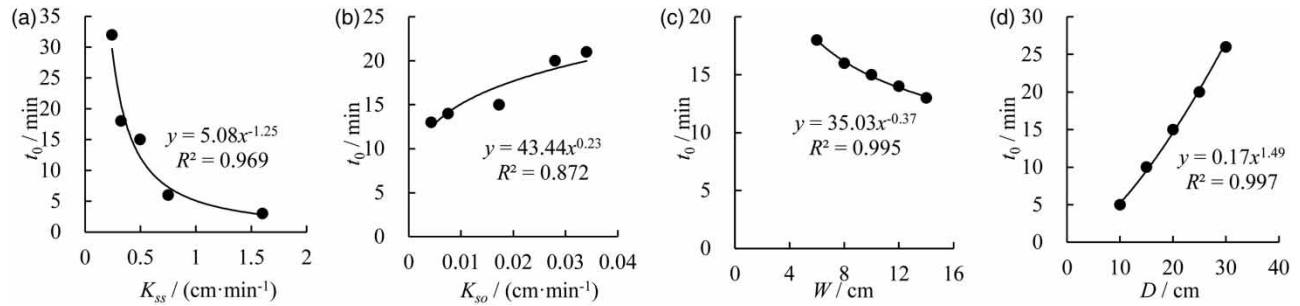 (a)
35
30
25
20
15
10
5
0
t₀ / min
y = 5.08x⁻¹·²⁵
R² = 0.969
0 0.5 1 1.5 2
Kₛₛ / (cm·min⁻¹)
(b)
25
20
15
10
5
0
t₀ / min
y = 43.44x⁰·²³
R² = 0.872
0 0.01 0.02 0.03 0.04
Kₛₒ / (cm·min⁻¹)
(c)
20
15
10
5
0
t₀ / min
y = 35.03x⁻⁰·³⁷
R² = 0.995
0 4 8 12 16
W / cm
(d)
30
25
20
15
10
5
0
t₀ / min
y = 0.17x¹·⁴⁹
R² = 0.997
0 10 20 30 40
D / cm